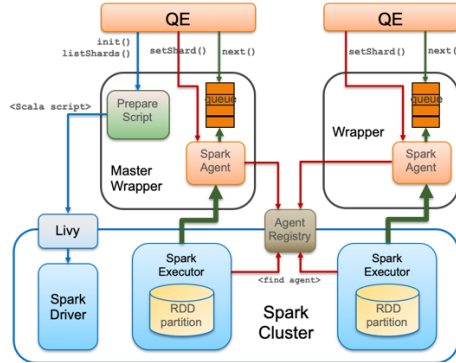 QE
QE
init()
listShards()
setShard()
next()
setShard()
next()
<Scala script>
Prepare
Script
queue
queue
Wrapper
Spark
Agent
Spark
Agent
Master
Wrapper
Livy
Agent
Registry
Spark
Executor
Spark
Executor
Spark
Driver
<find agent>
RDD
partition
RDD
partition
Spark
Cluster